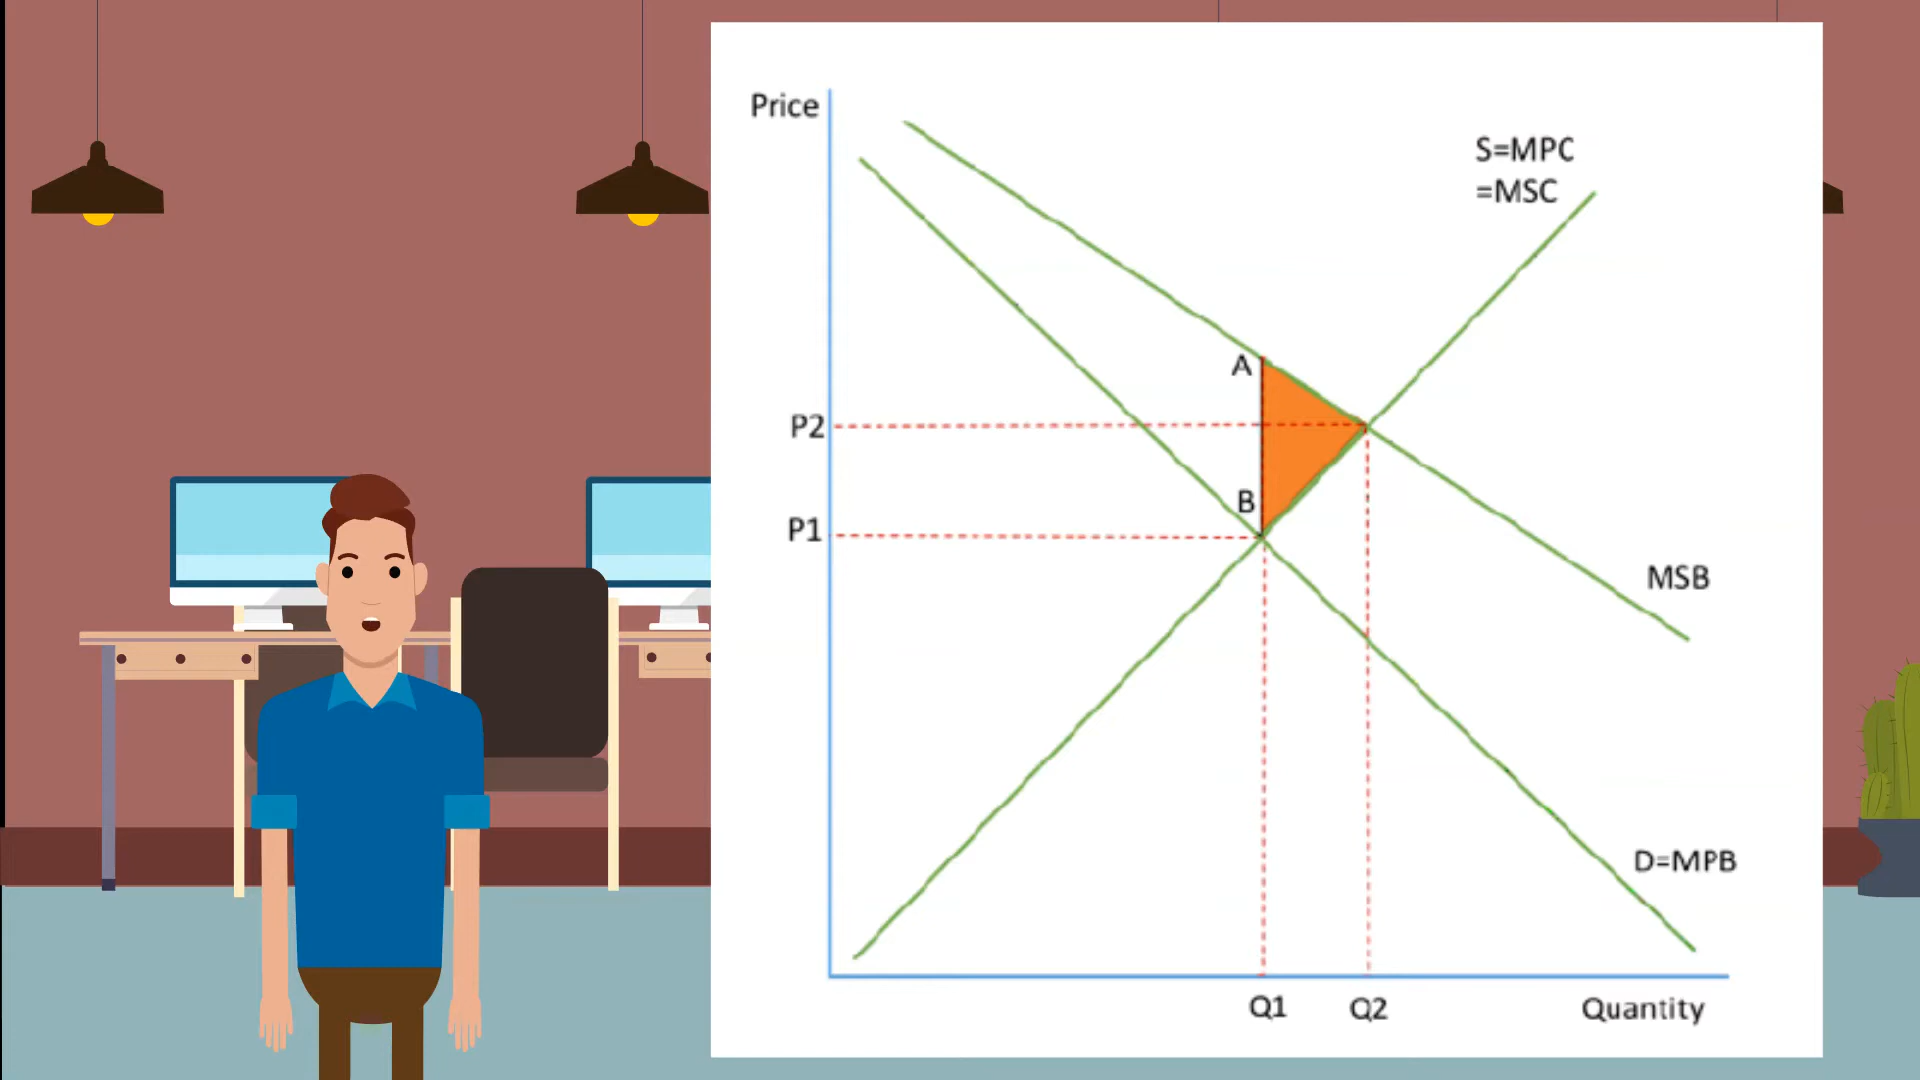 Price
S=MPC
=MSC
A
P2
B
P1
MSB
D=MPB
Q1
Q2
Quantity